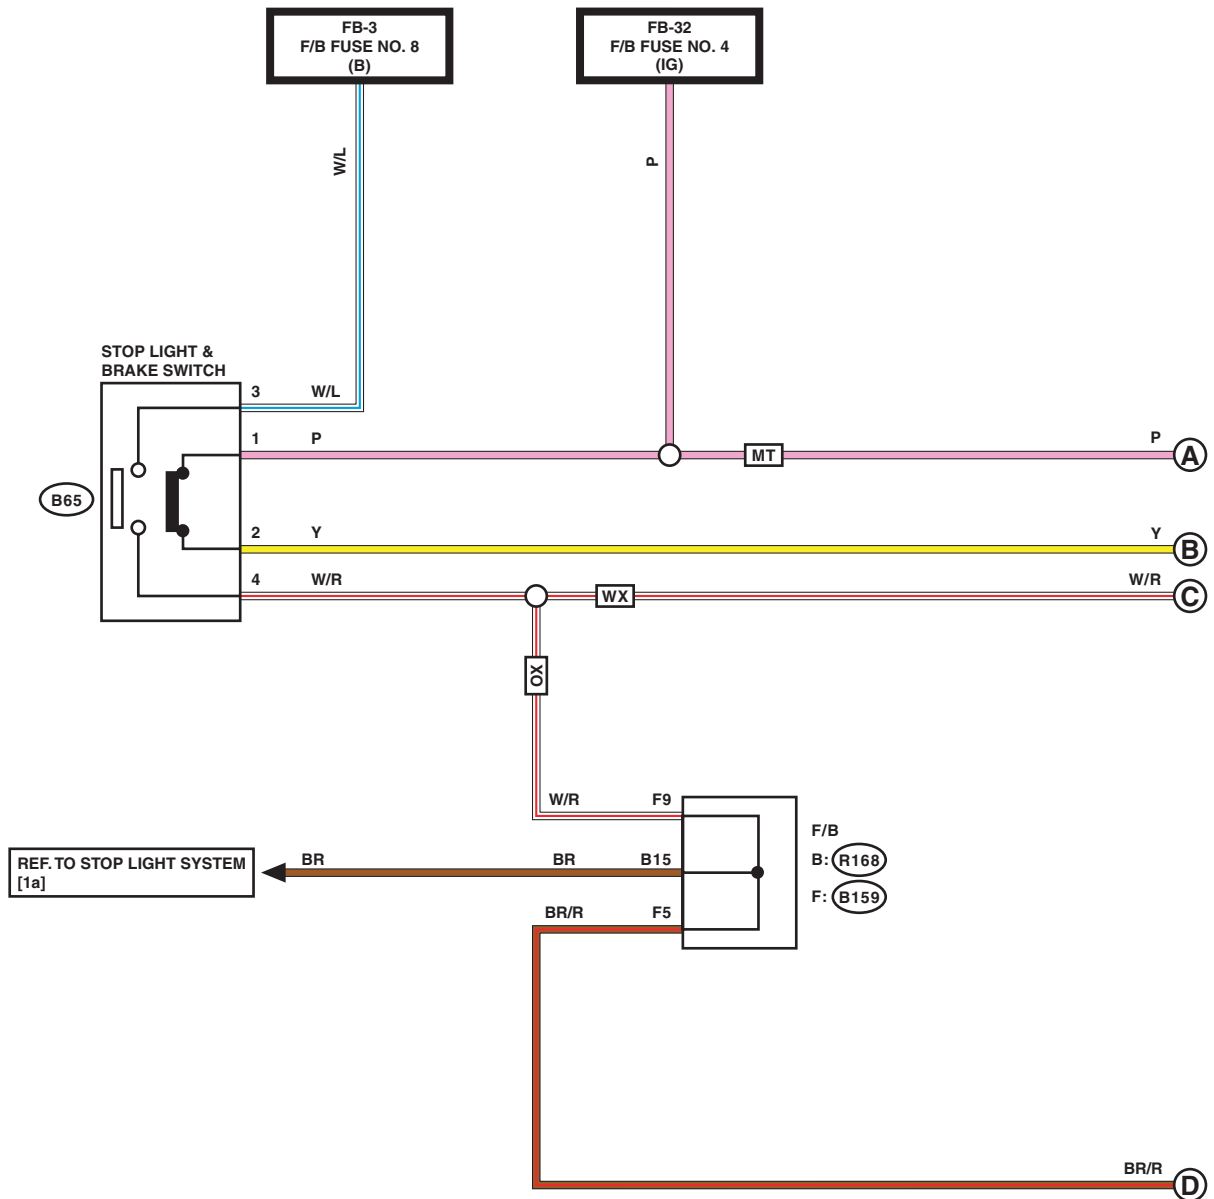 FB-3
F/B FUSE NO. 8
(B)
FB-32
F/B FUSE NO. 4
(IG)
W/L
P
STOP LIGHT &
BRAKE SWITCH
3 W/L
1 P
MT
P
A
B65
2 Y
Y
B
4 W/R
WX
W/R
C
OX
W/R F9
F/B
REF. TO STOP LIGHT SYSTEM
[1a]
BR
BR B15
B: R168
F: B159
BR/R F5
BR/R
D